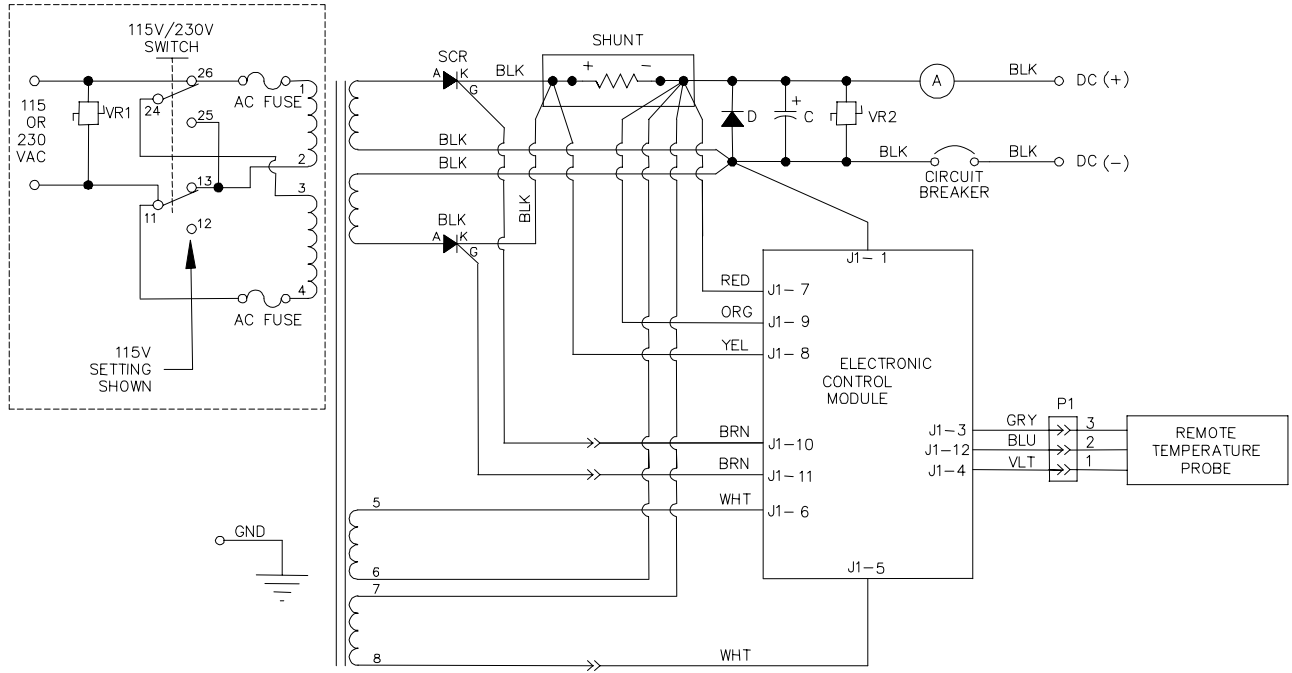 115V/230V
SWITCH
26
24
25
13
11
12
115
OR
230
VAC
VR1
AC FUSE
1
2
3
4
AC FUSE
115V
SETTING
SHOWN
GND
SCR
A K
G
BLK
SHUNT
+ -
BLK
BLK
BLK
BLK
A K
G
D
+
C
VR2
A
BLK
DC (+)
BLK
BLK
DC (-)
CIRCUIT
BREAKER
J1- 1
RED
J1- 7
ORG
J1- 9
YEL
J1- 8
ELECTRONIC
CONTROL
MODULE
BRN
J1-10
BRN
J1-11
WHT
J1- 6
J1-5
5
6
7
8
WHT
J1-3
GRY
J1-12
BLU
J1-4
VLT
P1
3
2
1
REMOTE
TEMPERATURE
PROBE